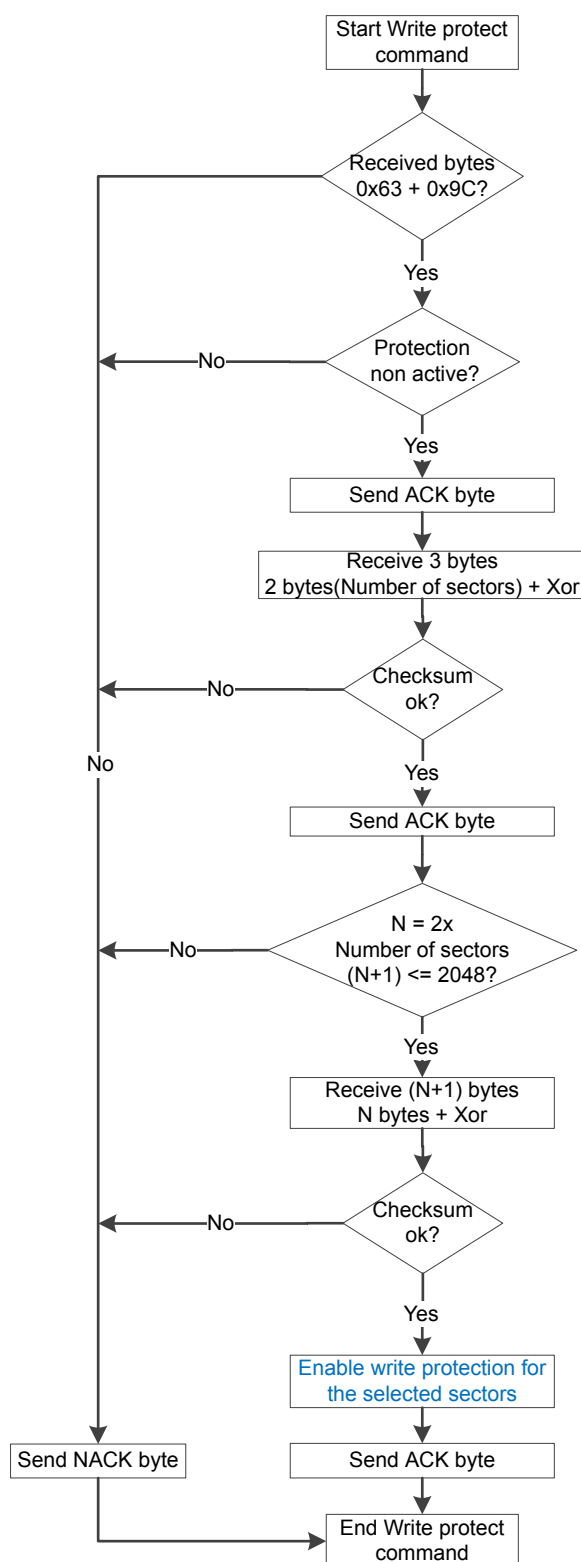 Start Write protect
command
Received bytes
0x63 + 0x9C?
Yes
No
Protection
non active?
Yes
Send ACK byte
Receive 3 bytes
2 bytes(Number of sectors) + Xor
No
Checksum
ok?
No
Yes
Send ACK byte
N = 2x
Number of sectors
(N+1) <= 2048?
No
Yes
Receive (N+1) bytes
N bytes + Xor
No
Checksum
ok?
Yes
Enable write protection for
the selected sectors
Send NACK byte
Send ACK byte
End Write protect
command